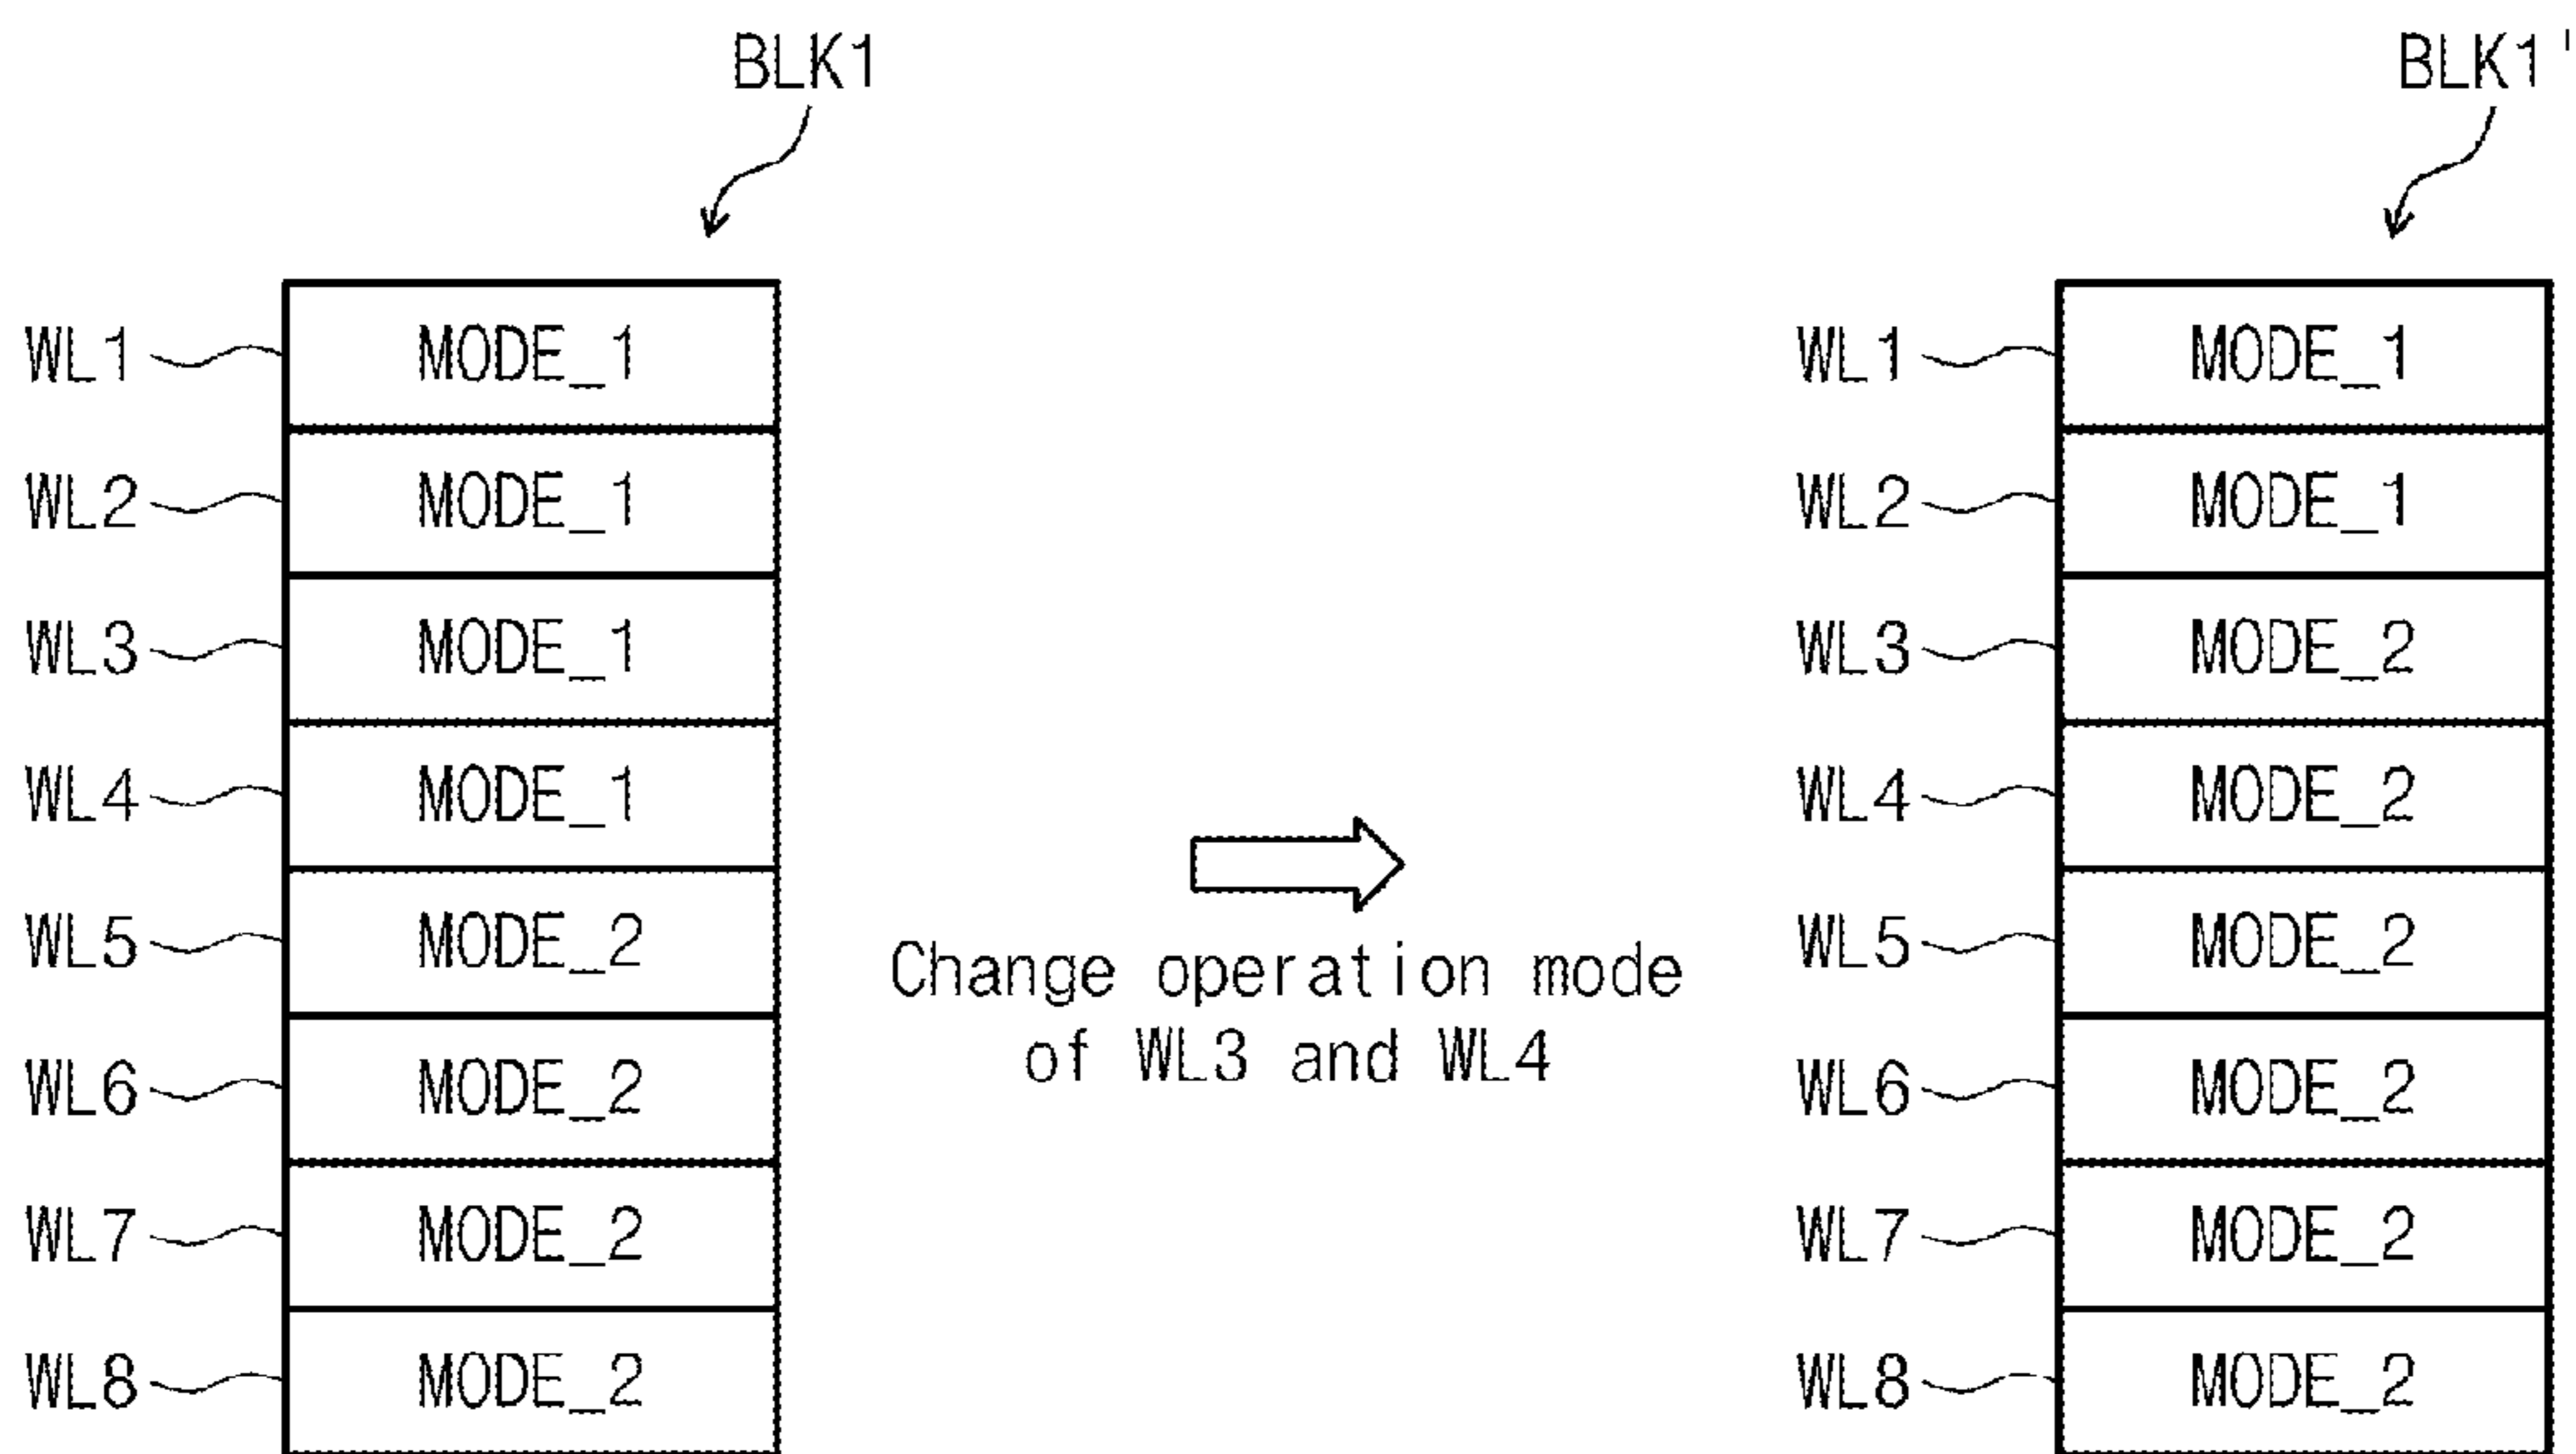 BLK1
BLK1'
WL1 MODE_1
WL2 MODE_1
WL3 MODE_1
WL4 MODE_1
WL5 MODE_2
WL6 MODE_2
WL7 MODE_2
WL8 MODE_2
Change operation mode
of WL3 and WL4
WL1 MODE_1
WL2 MODE_1
WL3 MODE_2
WL4 MODE_2
WL5 MODE_2
WL6 MODE_2
WL7 MODE_2
WL8 MODE_2